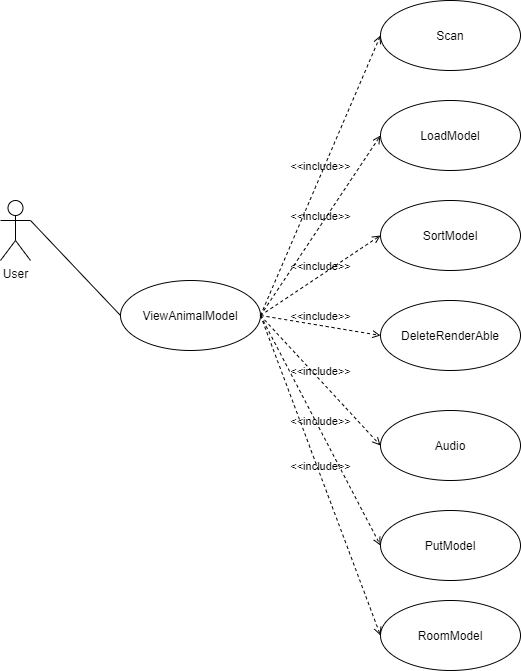 Scan
LoadModel
<<include>>
<<include>>
SortModel
<<include>>
User
ViewAnimalModel
<<include>>
DeleteRenderAble
<<include>>
<<include>>
Audio
<<include>>
PutModel
RoomModel